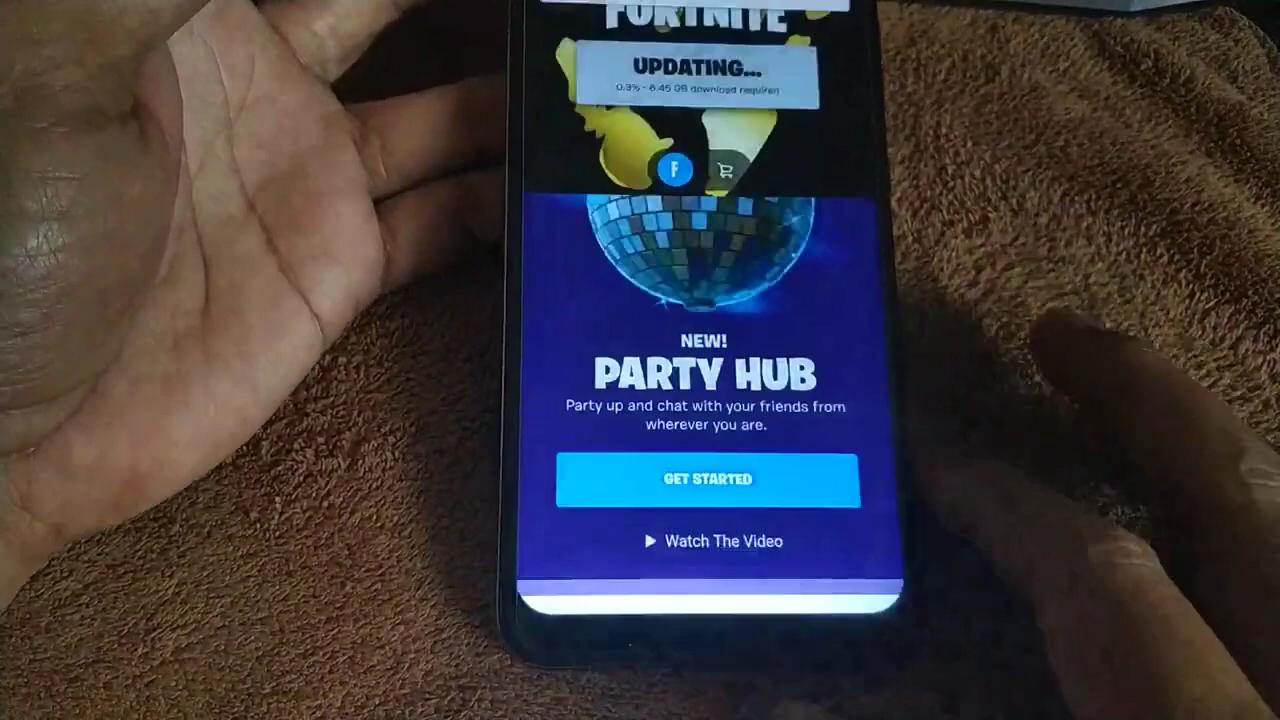 FORTNITE
UPDATING...
0.3% - 6.45 GB download required
F
NEW!
PARTY HUB
Party up and chat with your friends from
wherever you are.
GET STARTED
Watch The Video